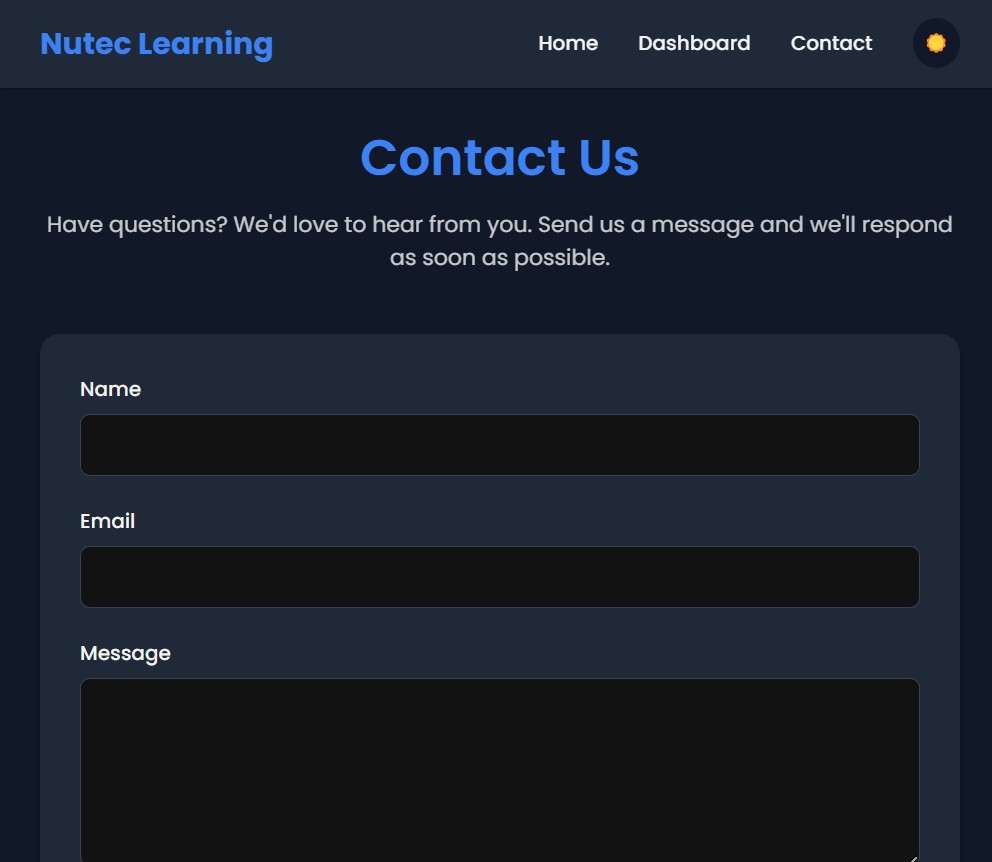 Nutec Learning
Home Dashboard Contact
Contact Us
Have questions? We'd love to hear from you. Send us a message and we'll respond
as soon as possible.
Name
Email
Message